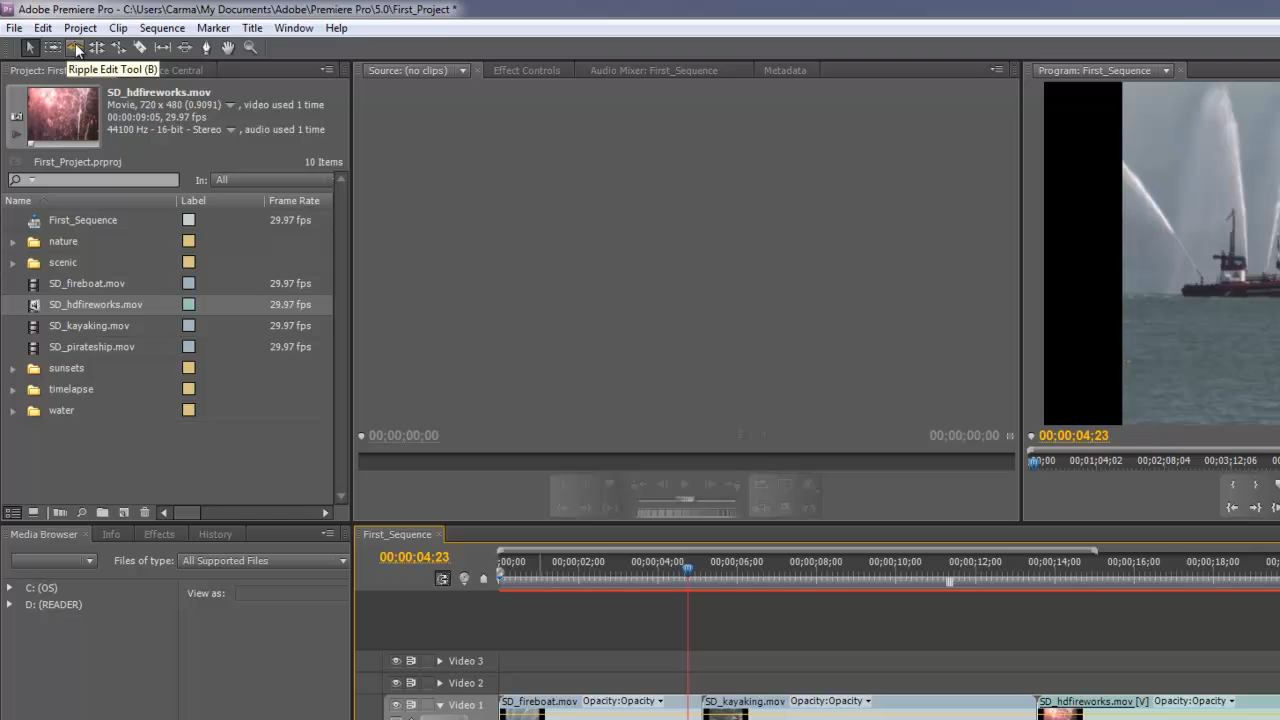 Adobe Premiere Pro - C:\Users\Carma\My Documents\Adobe\Premiere Pro\5.0\First_Project *
File Edit Project Clip Sequence Marker Title Window Help
Ripple Edit Tool (B)
Project: First
ce Central
Source: (no clips) Effect Controls Audio Mixer: First_Sequence Metadata
Program: First_Sequence
SD_hdfireworks.mov
Movie, 720 x 480 (0.9091) , video used 1 time
00:00:09:05, 29.97 fps
44100 Hz - 16-bit - Stereo , audio used 1 time
First_Project.prproj 10 Items
In: All
Name Label Frame Rate
First_Sequence 29.97 fps
nature
scenic
SD_fireboat.mov 29.97 fps
SD_hdfireworks.mov 29.97 fps
SD_kayaking.mov 29.97 fps
SD_pirateship.mov 29.97 fps
sunsets
timelapse
water
00;00;00;00 00;00;00;00
00;00;04;23
;00;00 00;01;04;02 00;02;08;04 00;03;12;06
Media Browser Info Effects History
Files of type: All Supported Files
C: (OS)
D: (READER)
View as:
First_Sequence
00;00;04;23
;00;00 00;00;02;00 00;00;04;00 00;00;06;00 00;00;08;00 00;00;10;00 00;00;12;00 00;00;14;00 00;00;16;00 00;00;18;00
Video 3
Video 2
Video 1
SD_fireboat.mov Opacity:Opacity SD_kayaking.mov Opacity:Opacity SD_hdfireworks.mov [V] Opacity:Opacity